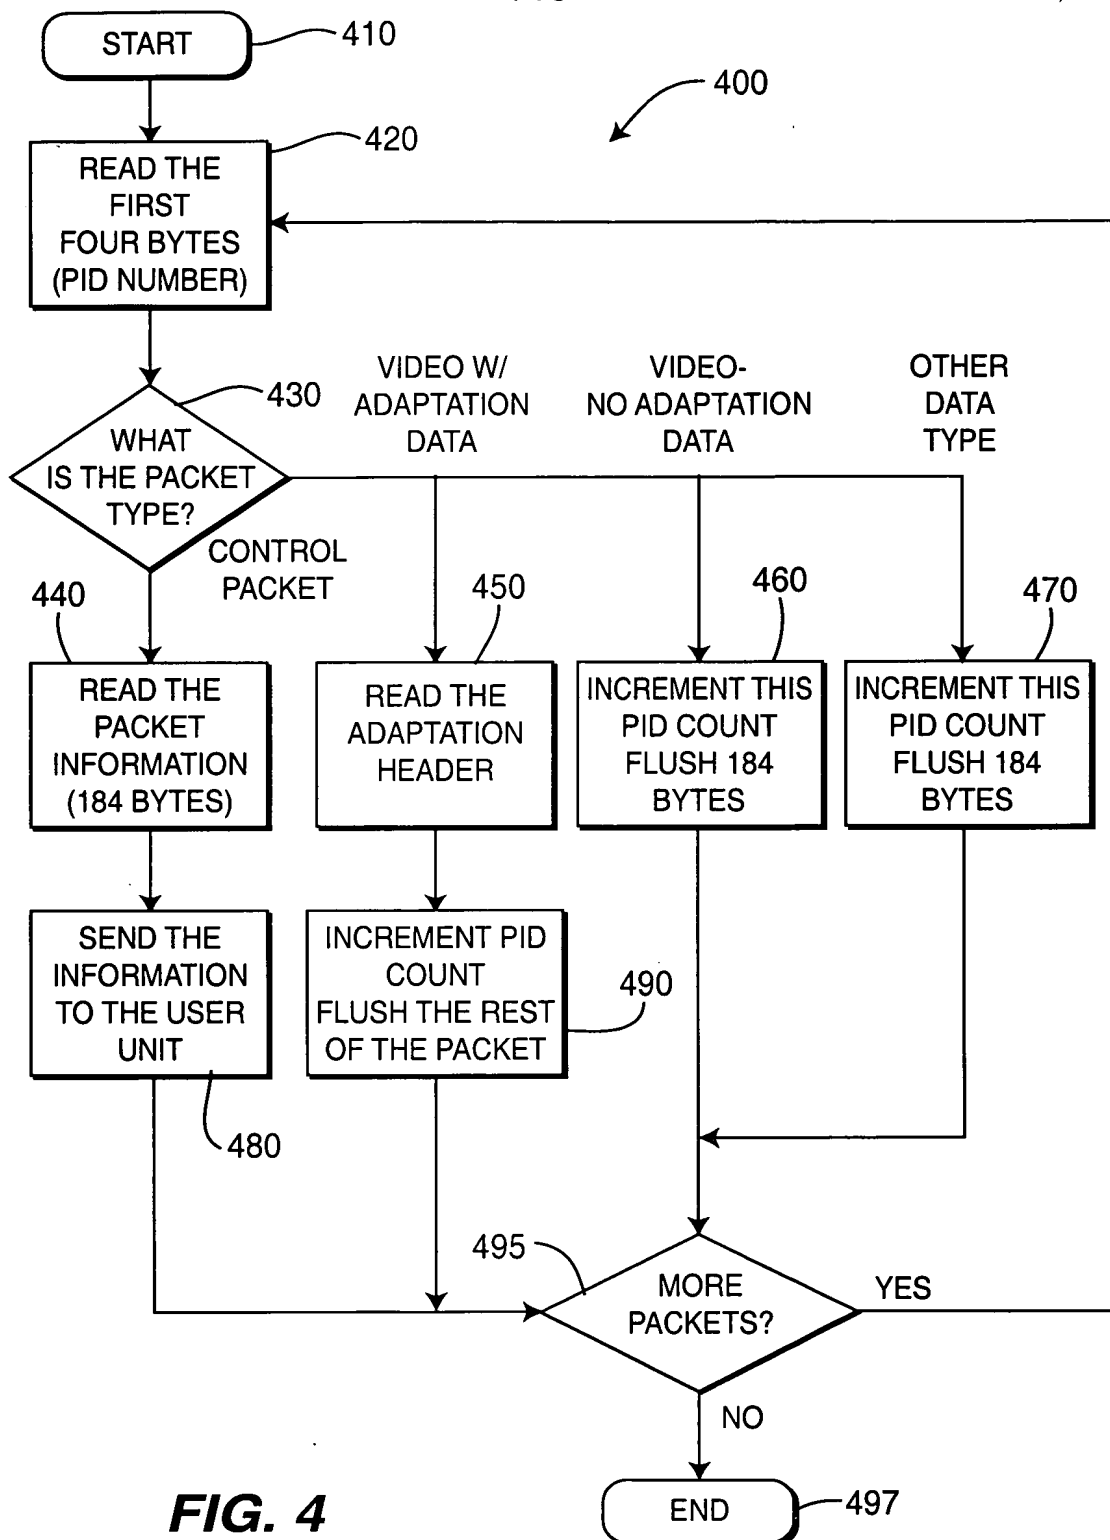 START
410
400
420
READ THE
FIRST
FOUR BYTES
(PID NUMBER)
VIDEO W/
ADAPTATION
DATA
VIDEO-
NO ADAPTATION
DATA
OTHER
DATA
TYPE
430
WHAT
IS THE PACKET
TYPE?
CONTROL
PACKET
440
450
460
470
READ THE
PACKET
INFORMATION
(184 BYTES)
READ THE
ADAPTATION
HEADER
INCREMENT THIS
PID COUNT
FLUSH 184
BYTES
INCREMENT THIS
PID COUNT
FLUSH 184
BYTES
SEND THE
INFORMATION
TO THE USER
UNIT
INCREMENT PID
COUNT
FLUSH THE REST
OF THE PACKET
490
480
495
MORE
PACKETS?
YES
NO
END
497
FIG. 4